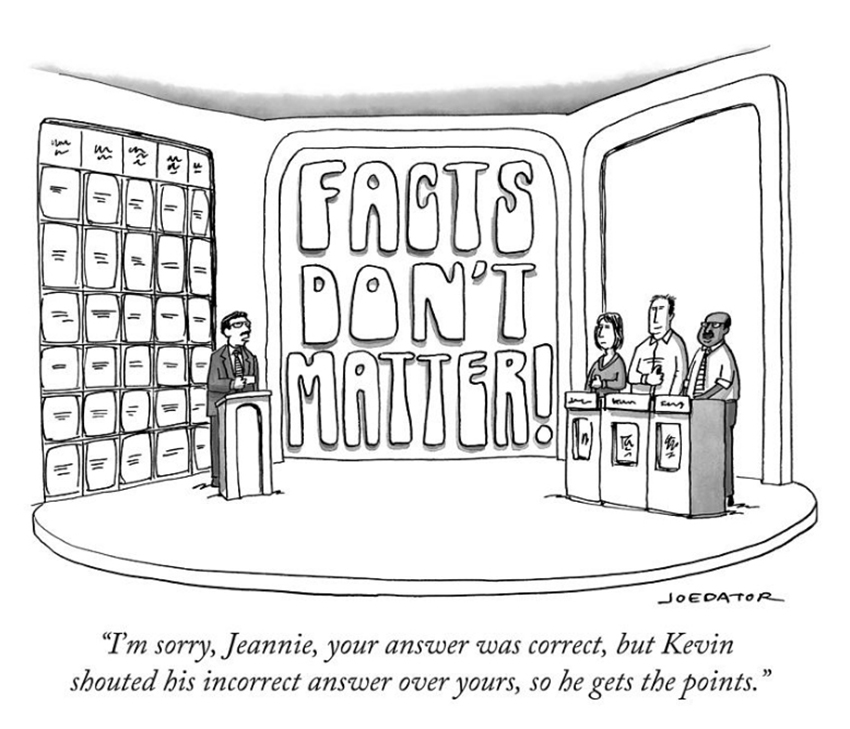 FACTS
DON'T
MATTER!
JOEDATOR
“I’m sorry, Jeannie, your answer was correct, but Kevin
shouted his incorrect answer over yours, so he gets the points.”